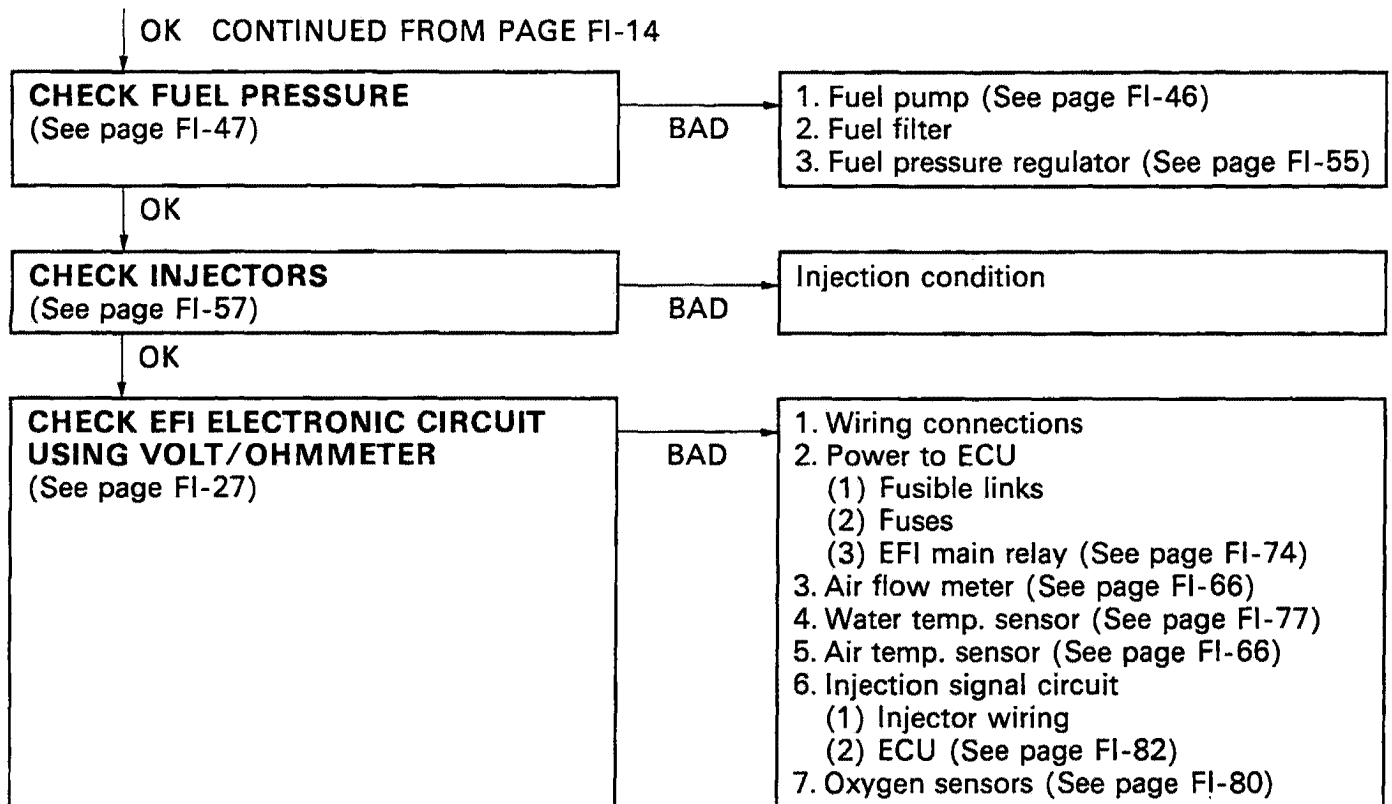 OK CONTINUED FROM PAGE FI-14
CHECK FUEL PRESSURE
(See page FI-47)
BAD
1. Fuel pump (See page FI-46)
2. Fuel filter
3. Fuel pressure regulator (See page FI-55)
OK
CHECK INJECTORS
(See page FI-57)
BAD
Injection condition
OK
CHECK EFI ELECTRONIC CIRCUIT
USING VOLT/OHMMETER
(See page FI-27)
BAD
1. Wiring connections
2. Power to ECU
(1) Fusible links
(2) Fuses
(3) EFI main relay (See page FI-74)
3. Air flow meter (See page FI-66)
4. Water temp. sensor (See page FI-77)
5. Air temp. sensor (See page FI-66)
6. Injection signal circuit
(1) Injector wiring
(2) ECU (See page FI-82)
7. Oxygen sensors (See page FI-80)